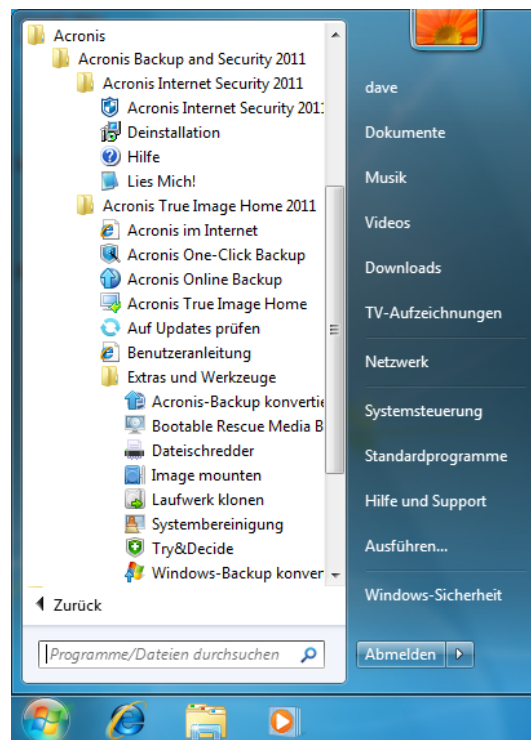 Acronis
Acronis Backup and Security 2011
Acronis Internet Security 2011
Acronis Internet Security 201
Deinstallation
Hilfe
Lies Mich!
Acronis True Image Home 2011
Acronis im Internet
Acronis One-Click Backup
Acronis Online Backup
Acronis True Image Home
Auf Updates prüfen
Benutzeranleitung
Extras und Werkzeuge
Acronis-Backup konvertie
Bootable Rescue Media B
Dateischredder
Image mounten
Laufwerk klonen
Systembereinigung
Try&Decide
Windows-Backup konver
Zurück
Programme/Dateien durchsuchen
dave
Dokumente
Musik
Videos
Downloads
TV-Aufzeichnungen
Netzwerk
Systemsteuerung
Standardprogramme
Hilfe und Support
Ausführen...
Windows-Sicherheit
Abmelden